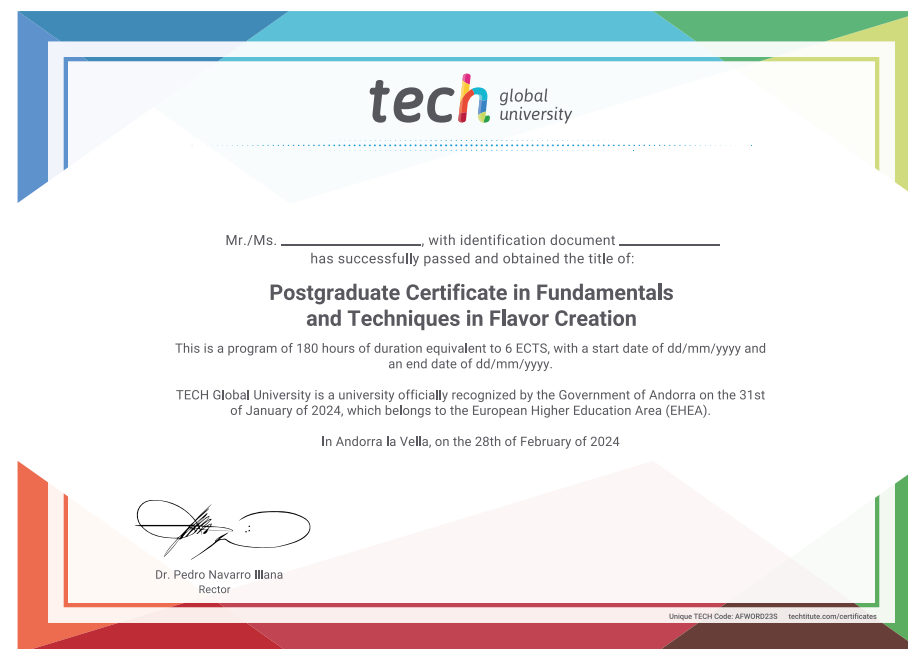 tech global university
Mr./Ms. ____________________, with identification document ______________
has successfully passed and obtained the title of:
Postgraduate Certificate in Fundamentals
and Techniques in Flavor Creation
This is a program of 180 hours of duration equivalent to 6 ECTS, with a start date of dd/mm/yyyy and
an end date of dd/mm/yyyy.
TECH Global University is a university officially recognized by the Government of Andorra on the 31st
of January of 2024, which belongs to the European Higher Education Area (EHEA).
In Andorra la Vella, on the 28th of February of 2024
Dr. Pedro Navarro Illana
Rector
Unique TECH Code: AFWORD23S techtitute.com/certificates